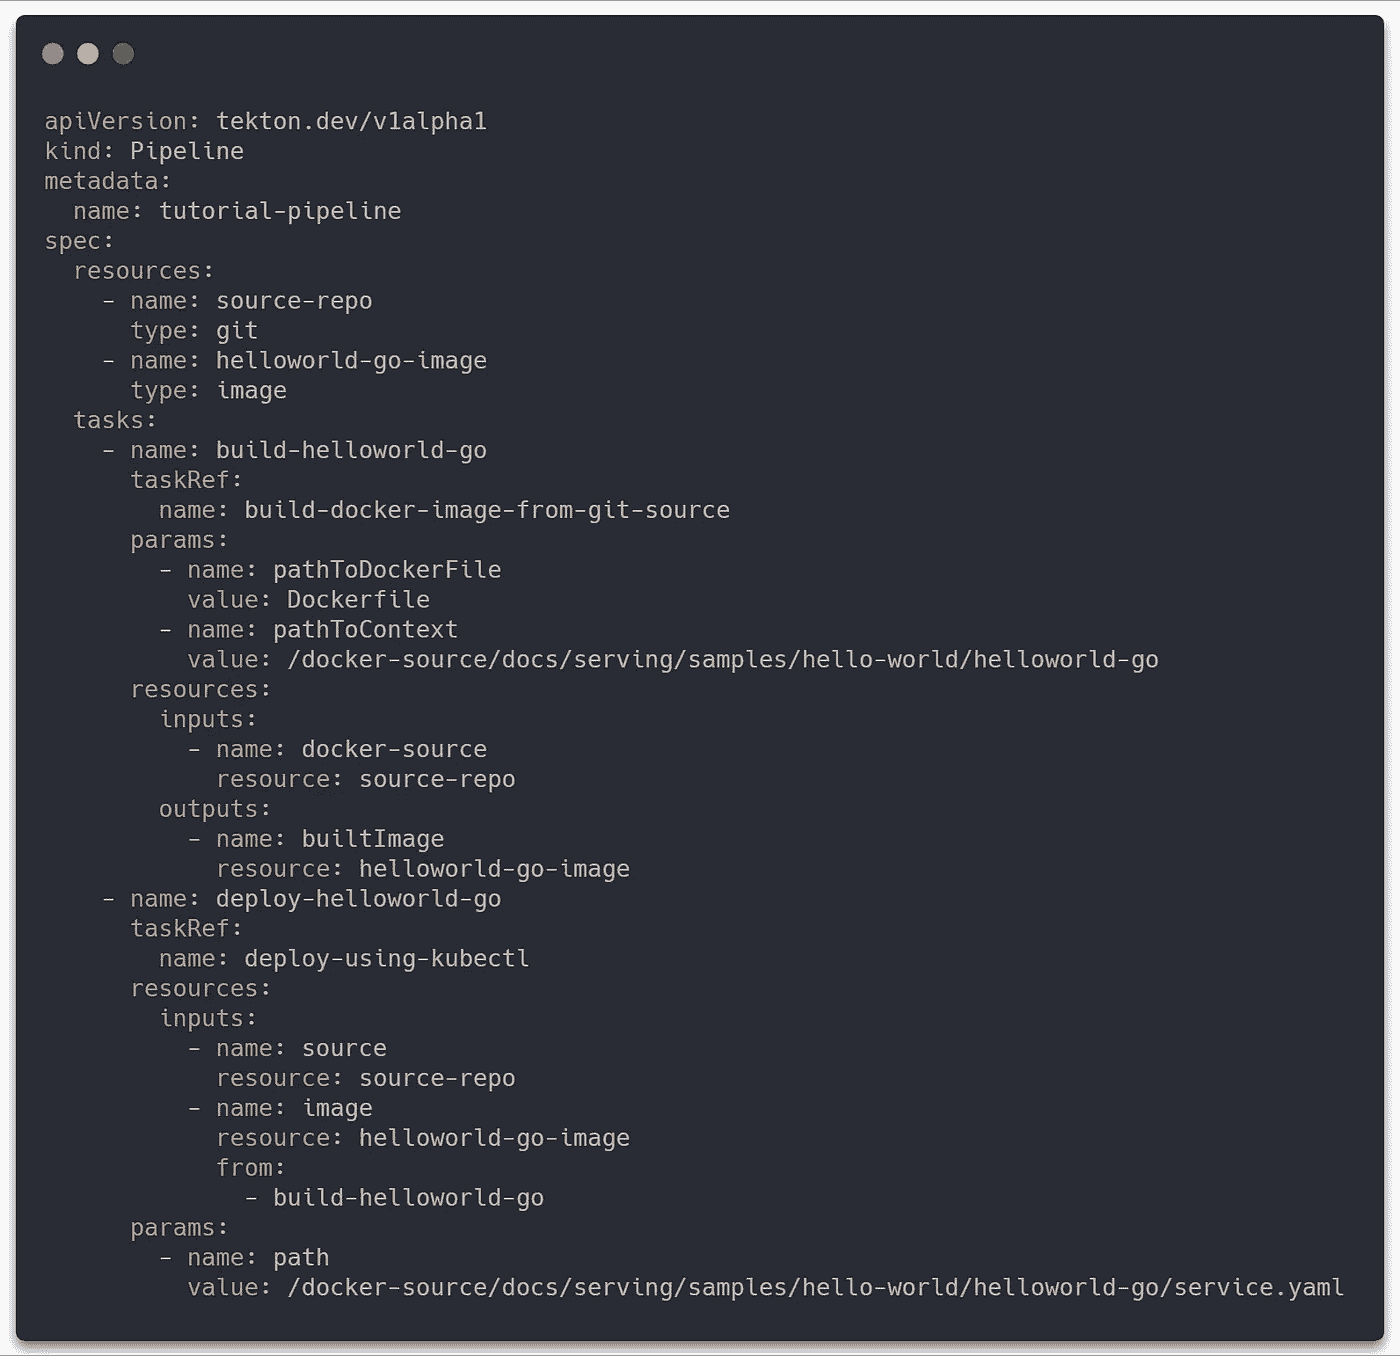 apiVersion: tekton.dev/v1alpha1
kind: Pipeline
metadata:
  name: tutorial-pipeline
spec:
  resources:
    - name: source-repo
      type: git
    - name: helloworld-go-image
      type: image
  tasks:
    - name: build-helloworld-go
      taskRef:
        name: build-docker-image-from-git-source
      params:
        - name: pathToDockerFile
          value: Dockerfile
        - name: pathToContext
          value: /docker-source/docs/serving/samples/hello-world/helloworld-go
      resources:
        inputs:
          - name: docker-source
            resource: source-repo
        outputs:
          - name: builtImage
            resource: helloworld-go-image
    - name: deploy-helloworld-go
      taskRef:
        name: deploy-using-kubectl
      resources:
        inputs:
          - name: source
            resource: source-repo
          - name: image
            resource: helloworld-go-image
            from:
              - build-helloworld-go
      params:
        - name: path
          value: /docker-source/docs/serving/samples/hello-world/helloworld-go/service.yaml